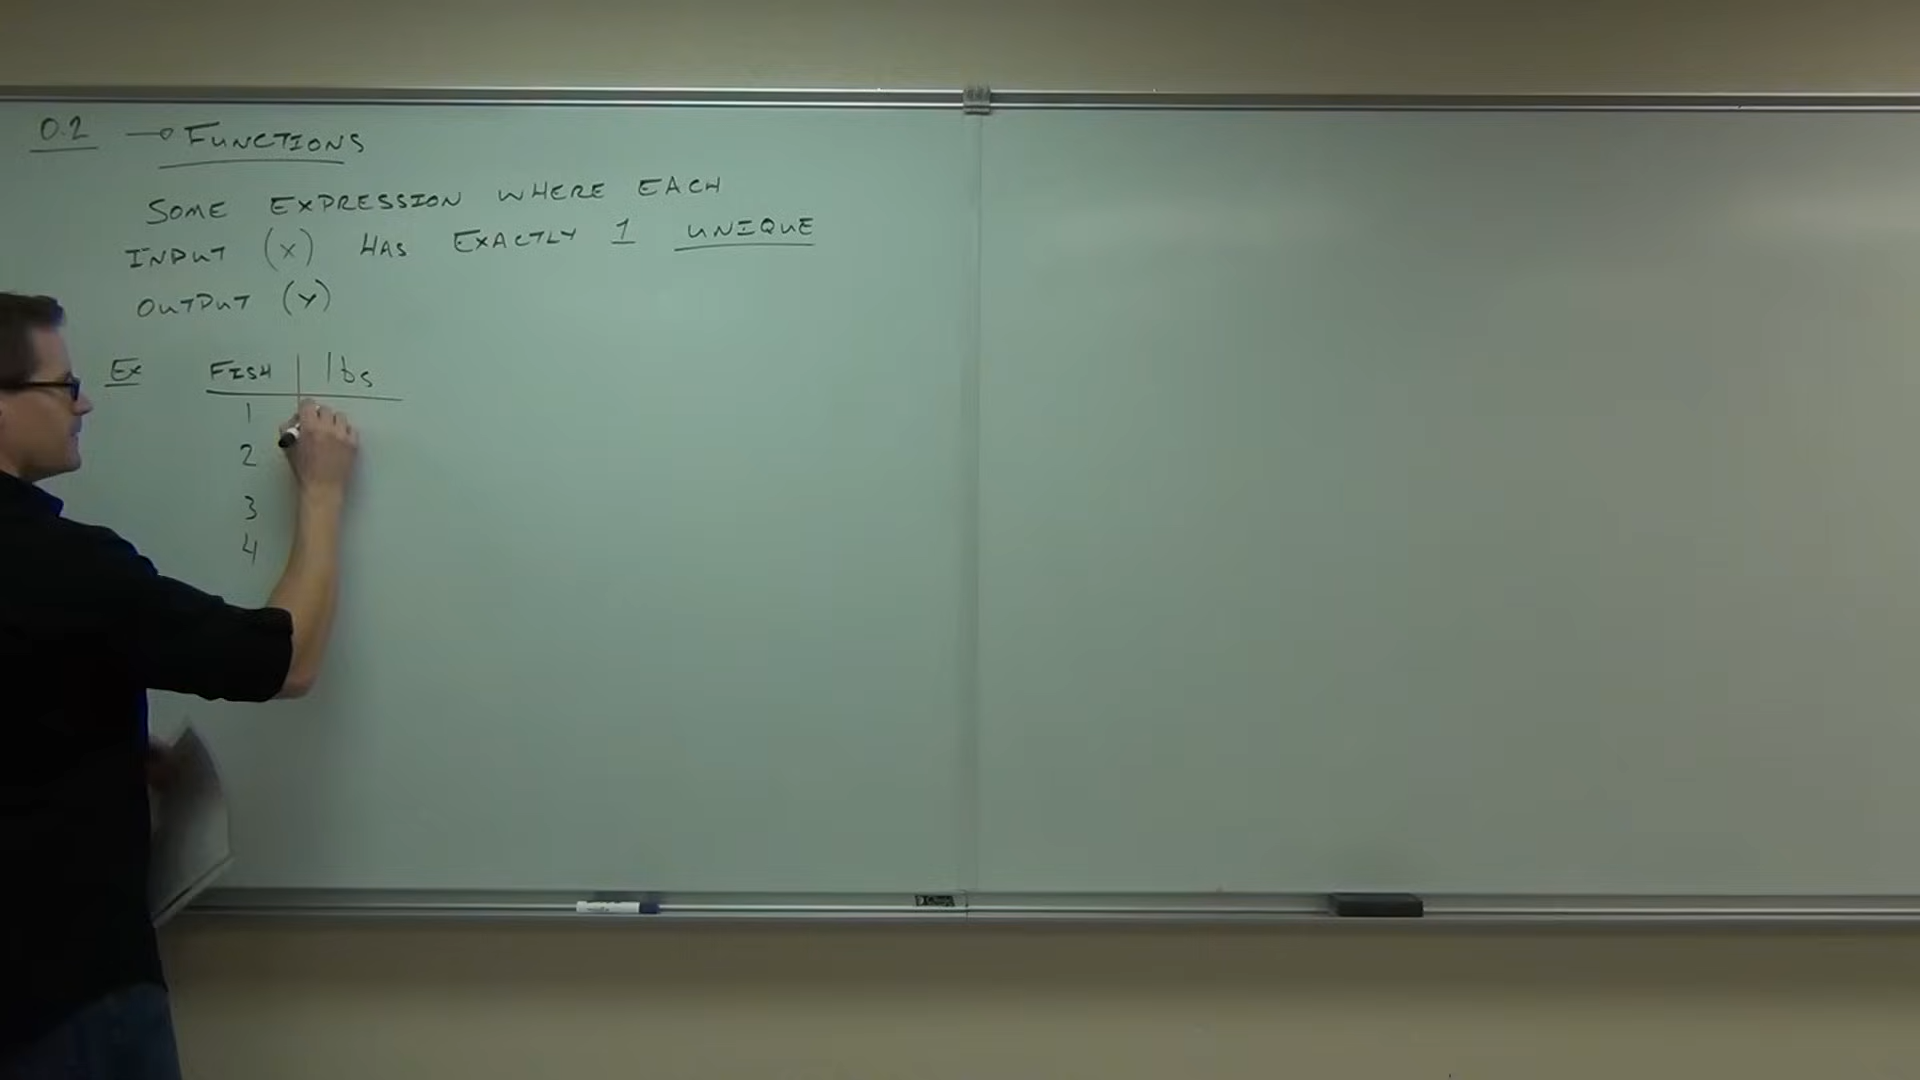 0.2 → FUNCTIONS
SOME EXPRESSION WHERE EACH
INPUT (x) HAS EXACTLY 1 UNIQUE
OUTPUT (y)
Ex FISH lbs
1
2
3
4